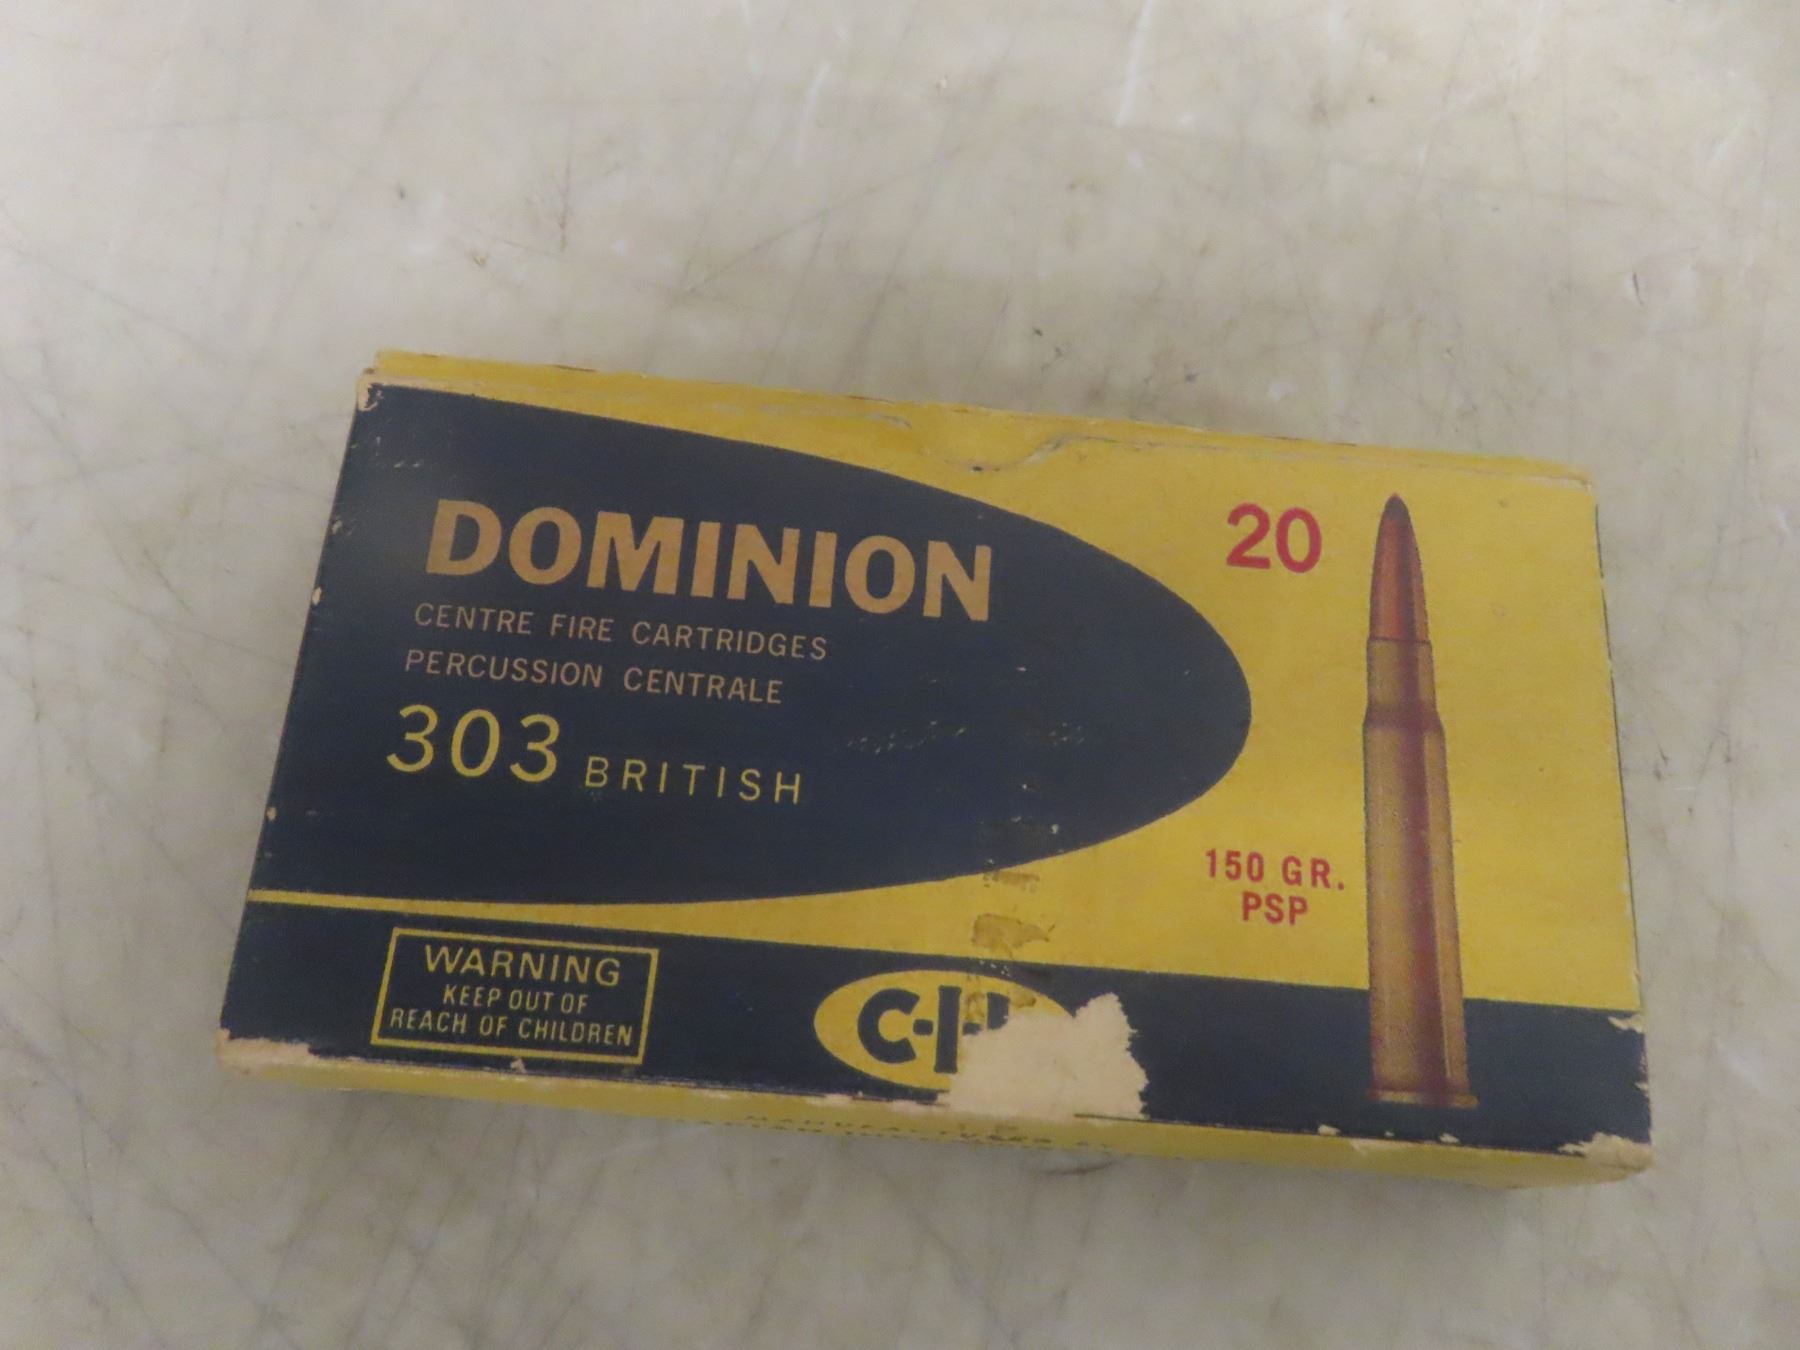 DOMINION
CENTRE FIRE CARTRIDGES
PERCUSSION CENTRALE
303 BRITISH
20
150 GR.
PSP
WARNING
KEEP OUT OF
REACH OF CHILDREN
C-I